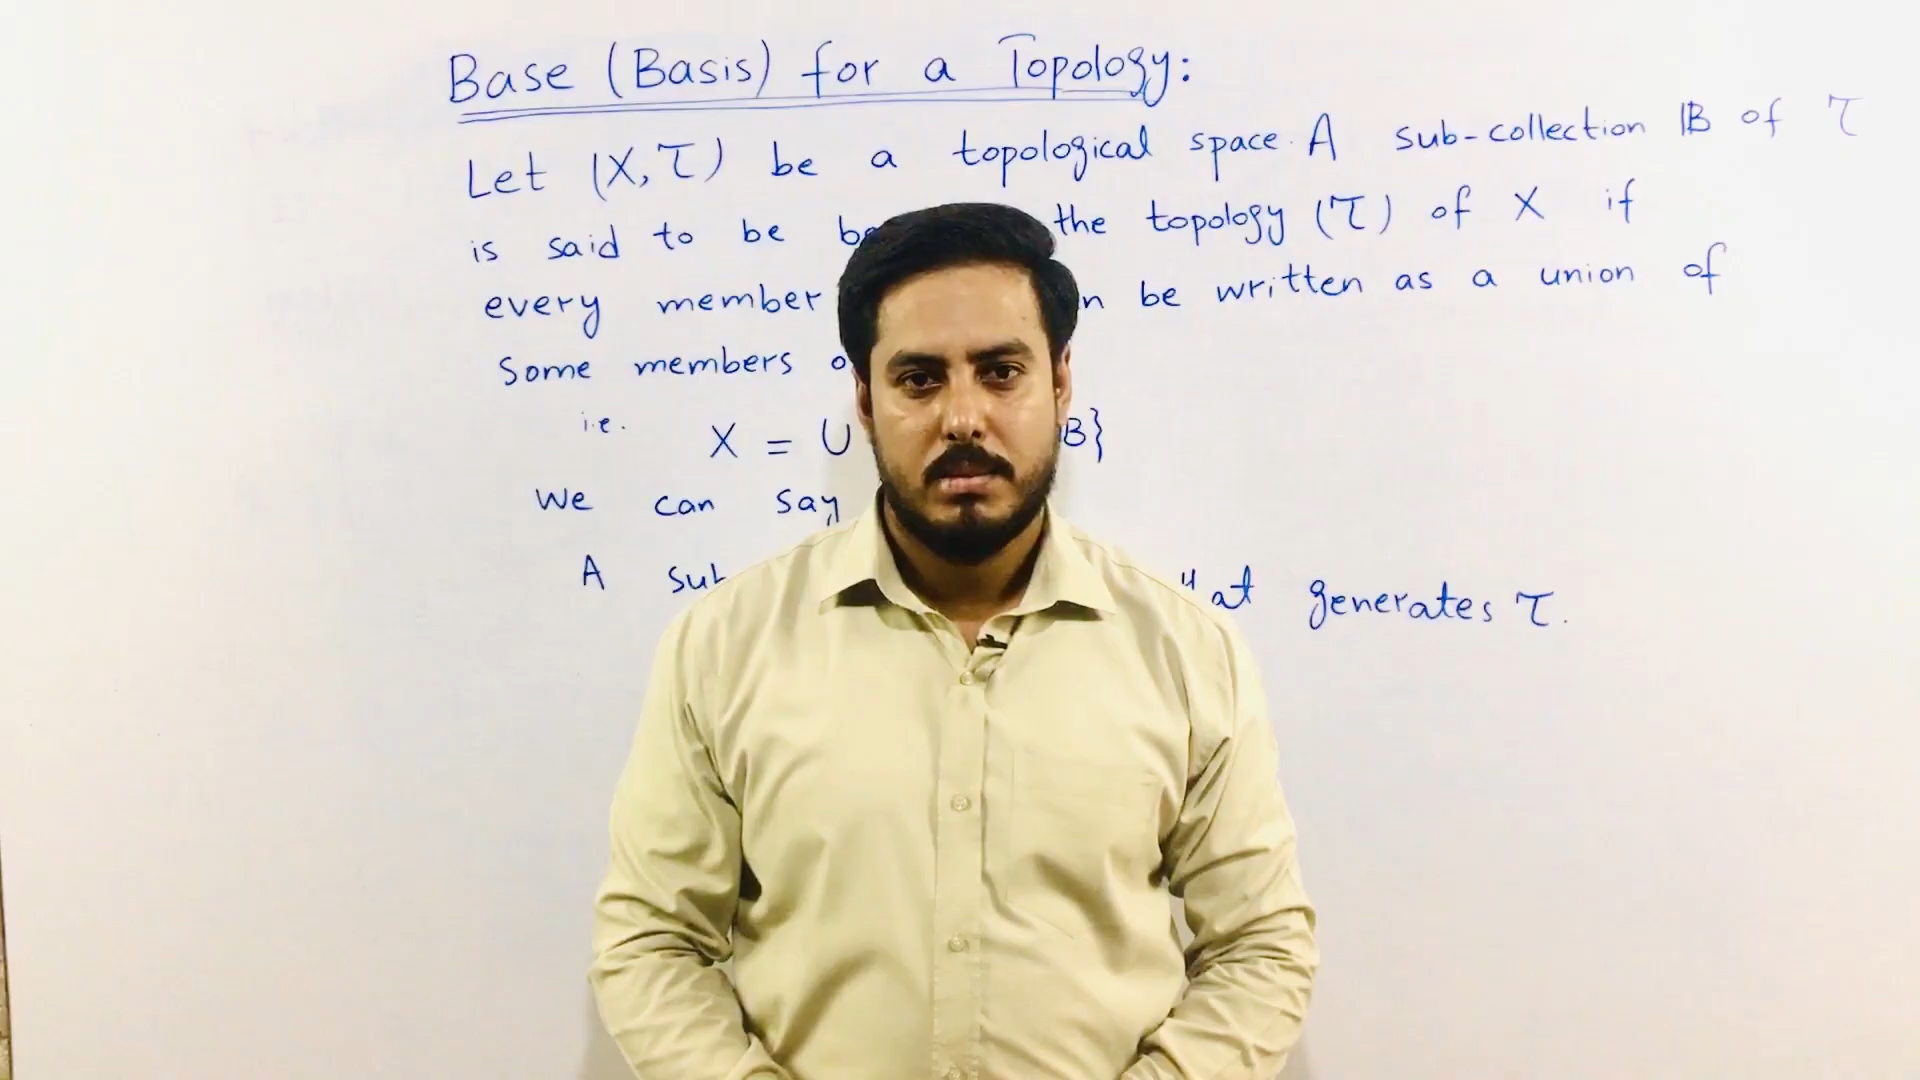 Base (Basis) for a Topology:
Let (X, τ) be a topological space. A sub-collection IB of τ
is said to be the topology (τ) of X if
every member be written as a union of
Some members
i.e. X = ∪ B}
We can say
A generates τ.